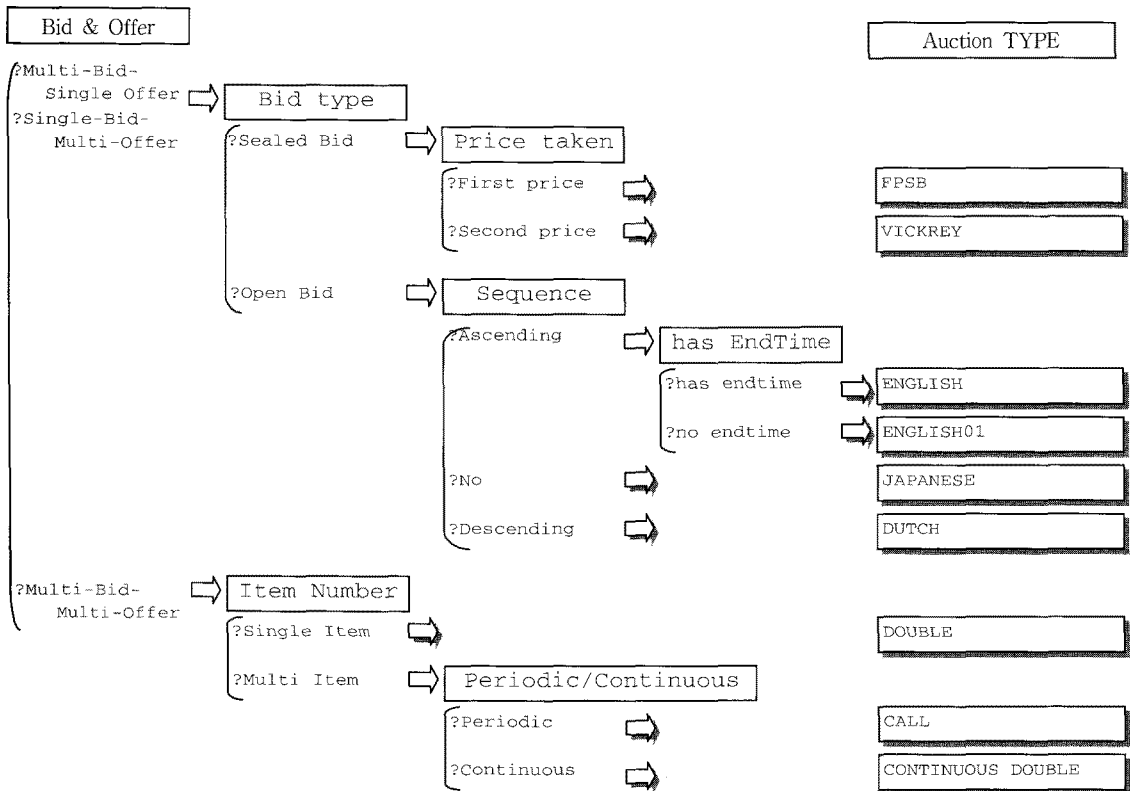 Bid & Offer
Auction TYPE
?Multi-Bid-
Single Offer
Bid type
?Single-Bid-
Multi-Offer
?Sealed Bid
Price taken
?First price
FPSB
?Second price
VICKREY
?Open Bid
Sequence
?Ascending
has EndTime
?has endtime
ENGLISH
?no endtime
ENGLISH01
?No
JAPANESE
?Descending
DUTCH
?Multi-Bid-
Multi-Offer
Item Number
?Single Item
DOUBLE
?Multi Item
Periodic/Continuous
?Periodic
CALL
?Continuous
CONTINUOUS DOUBLE